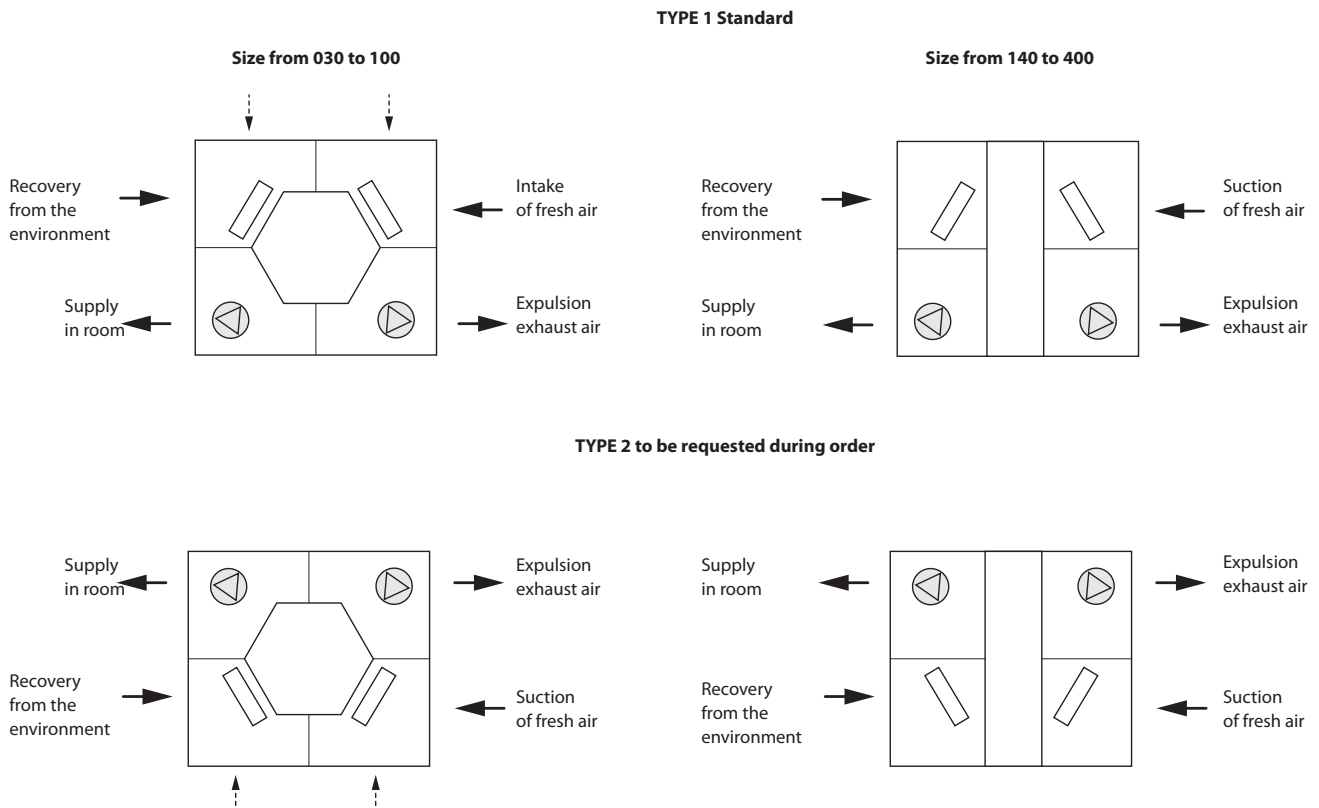 TYPE 1 Standard
Size from 030 to 100
Size from 140 to 400
Recovery
from the
environment
Intake
of fresh air
Supply
in room
Expulsion
exhaust air
Recovery
from the
environment
Suction
of fresh air
Supply
in room
Expulsion
exhaust air
TYPE 2 to be requested during order
Supply
in room
Expulsion
exhaust air
Recovery
from the
environment
Suction
of fresh air
Supply
in room
Expulsion
exhaust air
Recovery
from the
environment
Suction
of fresh air